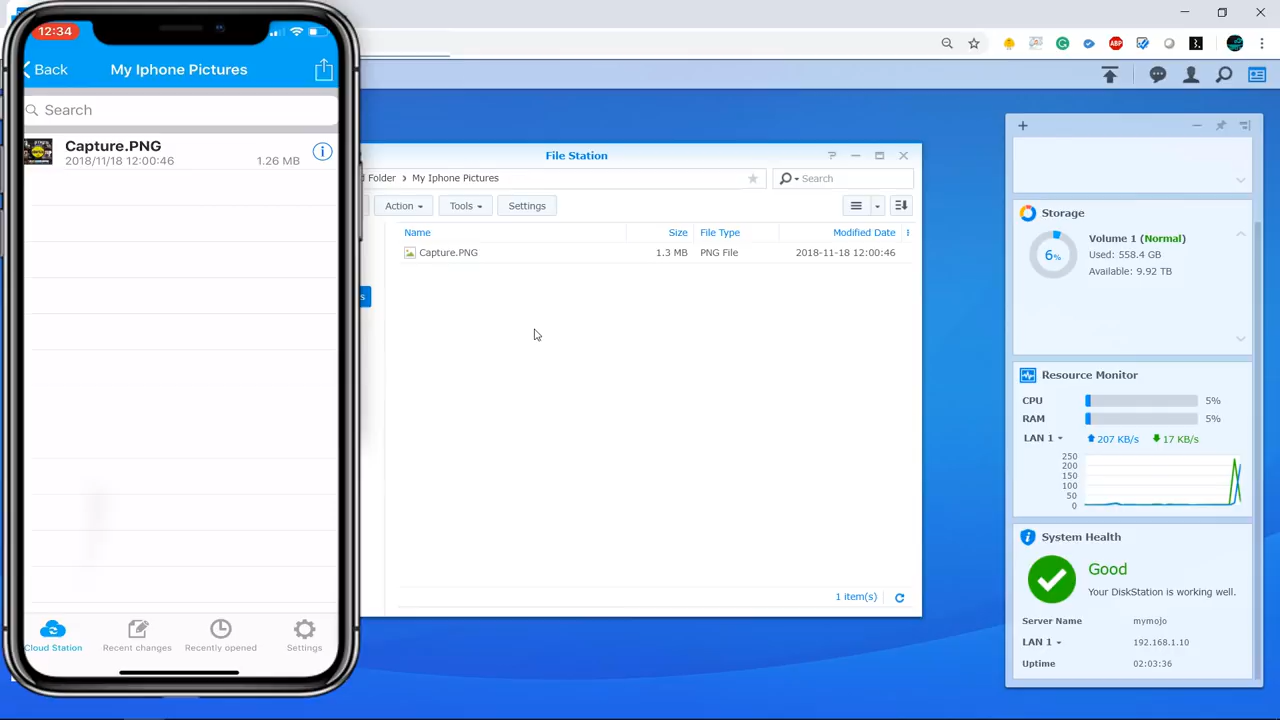 12:34
Back
My Iphone Pictures
Search
Capture.PNG
2018/11/18 12:00:46
1.26 MB
Cloud Station
Recent changes
Recently opened
Settings
ABP
File Station
d Folder
My Iphone Pictures
Search
Action
Tools
Settings
Name
Size
File Type
Modified Date
Capture.PNG
1.3 MB
PNG File
2018-11-18 12:00:46
s
1 item(s)
Storage
6%
Volume 1 (Normal)
Used: 558.4 GB
Available: 9.92 TB
Resource Monitor
CPU
5%
RAM
5%
LAN 1
207 KB/s
17 KB/s
250
200
150
100
50
0
System Health
Good
Your DiskStation is working well.
Server Name
mymojo
LAN 1
192.168.1.10
Uptime
02:03:36